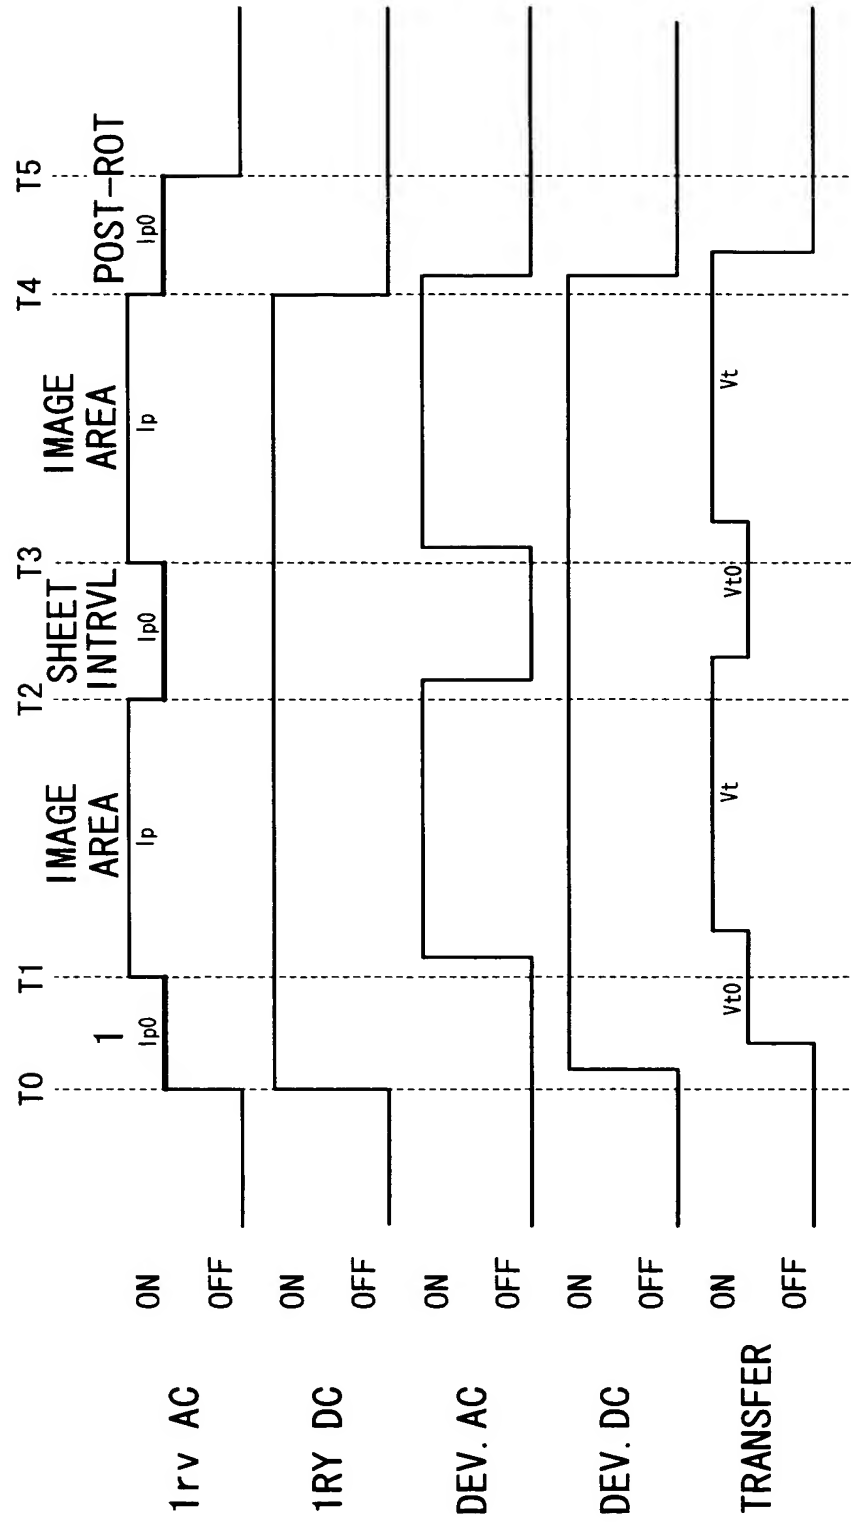 T0
T1
T2
T3
T4
T5
1
IMAGE
AREA
SHEET
INTRVL
IMAGE
AREA
POST-ROT
1rv AC
ON
OFF
Ip0
Ip
Ip0
Ip
Ip0
1RY DC
ON
OFF
DEV. AC
ON
OFF
DEV. DC
ON
OFF
TRANSFER
ON
OFF
Vt0
Vt
Vt0
Vt